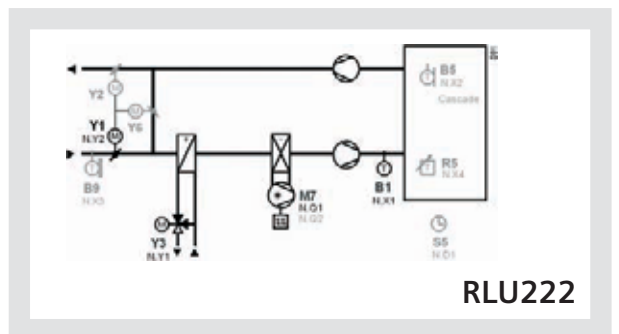 B5
N.X2
Cascade
Y2
Y6
Y1
N.Y2
B9
N.X3
M7
N.Q1
N.Q2
B1
N.X1
R5
N.X4
Y3
N.Y1
S5
N.D1
RLU222